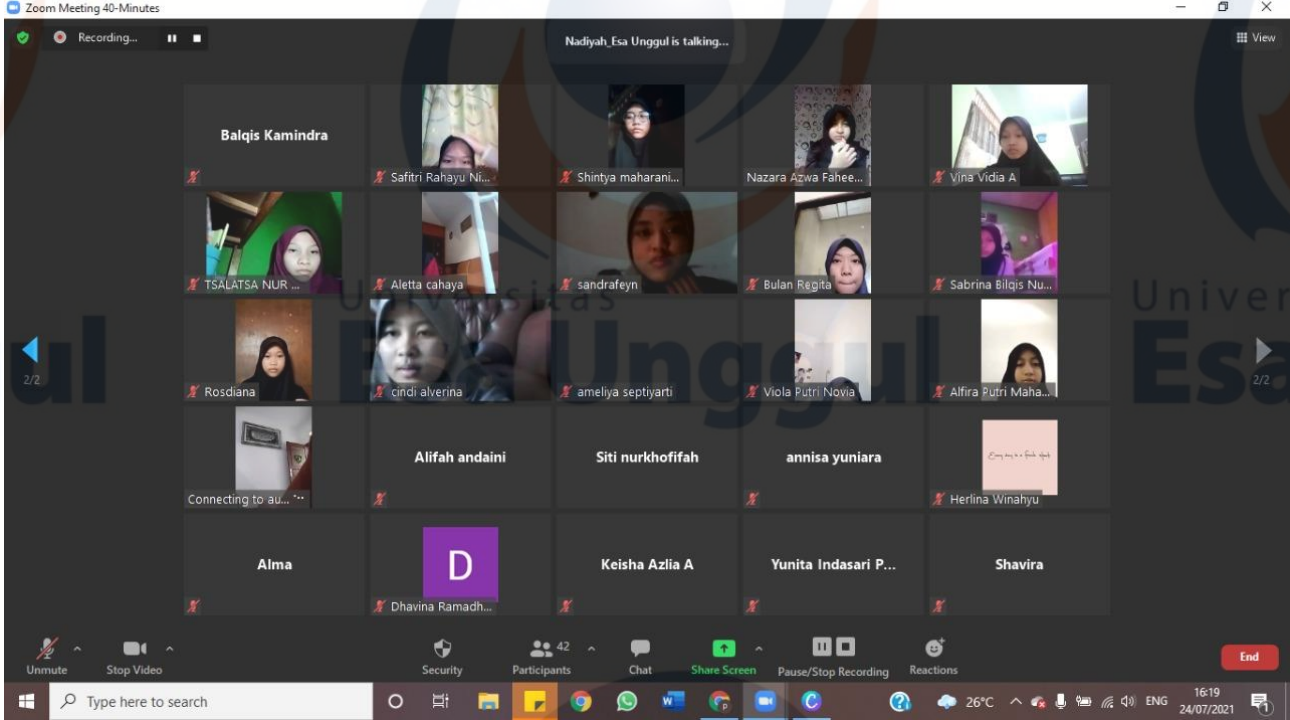 Zoom Meeting 40-Minutes
Recording...
Nadiyah_Esa Unggul is talking...
View
Balqis Kamindra
Safitri Rahayu Ni...
Shintya maharani...
Nazara Azwa Fahee...
Vina Vidia A
TSALATSA NUR ...
Aletta cahaya
sandrafeyn
Bulan Regita
Sabrina Bilqis Nu...
Universitas
Esa Unggul
Univer
Esa
ul
2/2
2/2
Rosdiana
cindi alverina
ameliya septiyarti
Viola Putri Novia
Alfira Putri Maha...
Connecting to au... ...
Alifah andaini
Siti nurkhofifah
annisa yuniara
Herlina Winahyu
Alma
D
Dhavina Ramadh...
Keisha Azlia A
Yunita Indasari P...
Shavira
Unmute
Stop Video
Security
Participants
42
Chat
Share Screen
Pause/Stop Recording
Reactions
End
Type here to search
26°C
ENG
16:19
24/07/2021
1